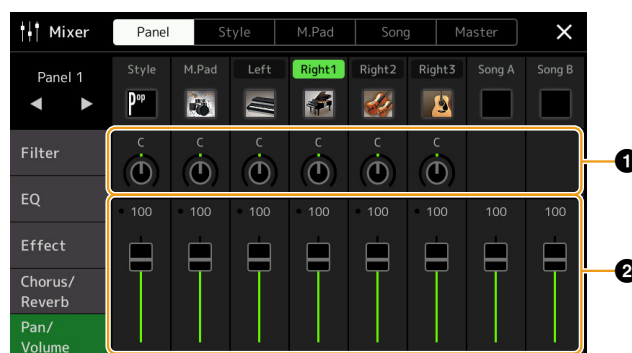 Mixer Panel Style M.Pad Song Master ×
Panel 1 Style M.Pad Left Right1 Right2 Right3 Song A Song B
Pop
Filter C C C C C C 1
EQ 100 100 100 100 100 100 100 100
Effect 2
Chorus/
Reverb
Pan/
Volume